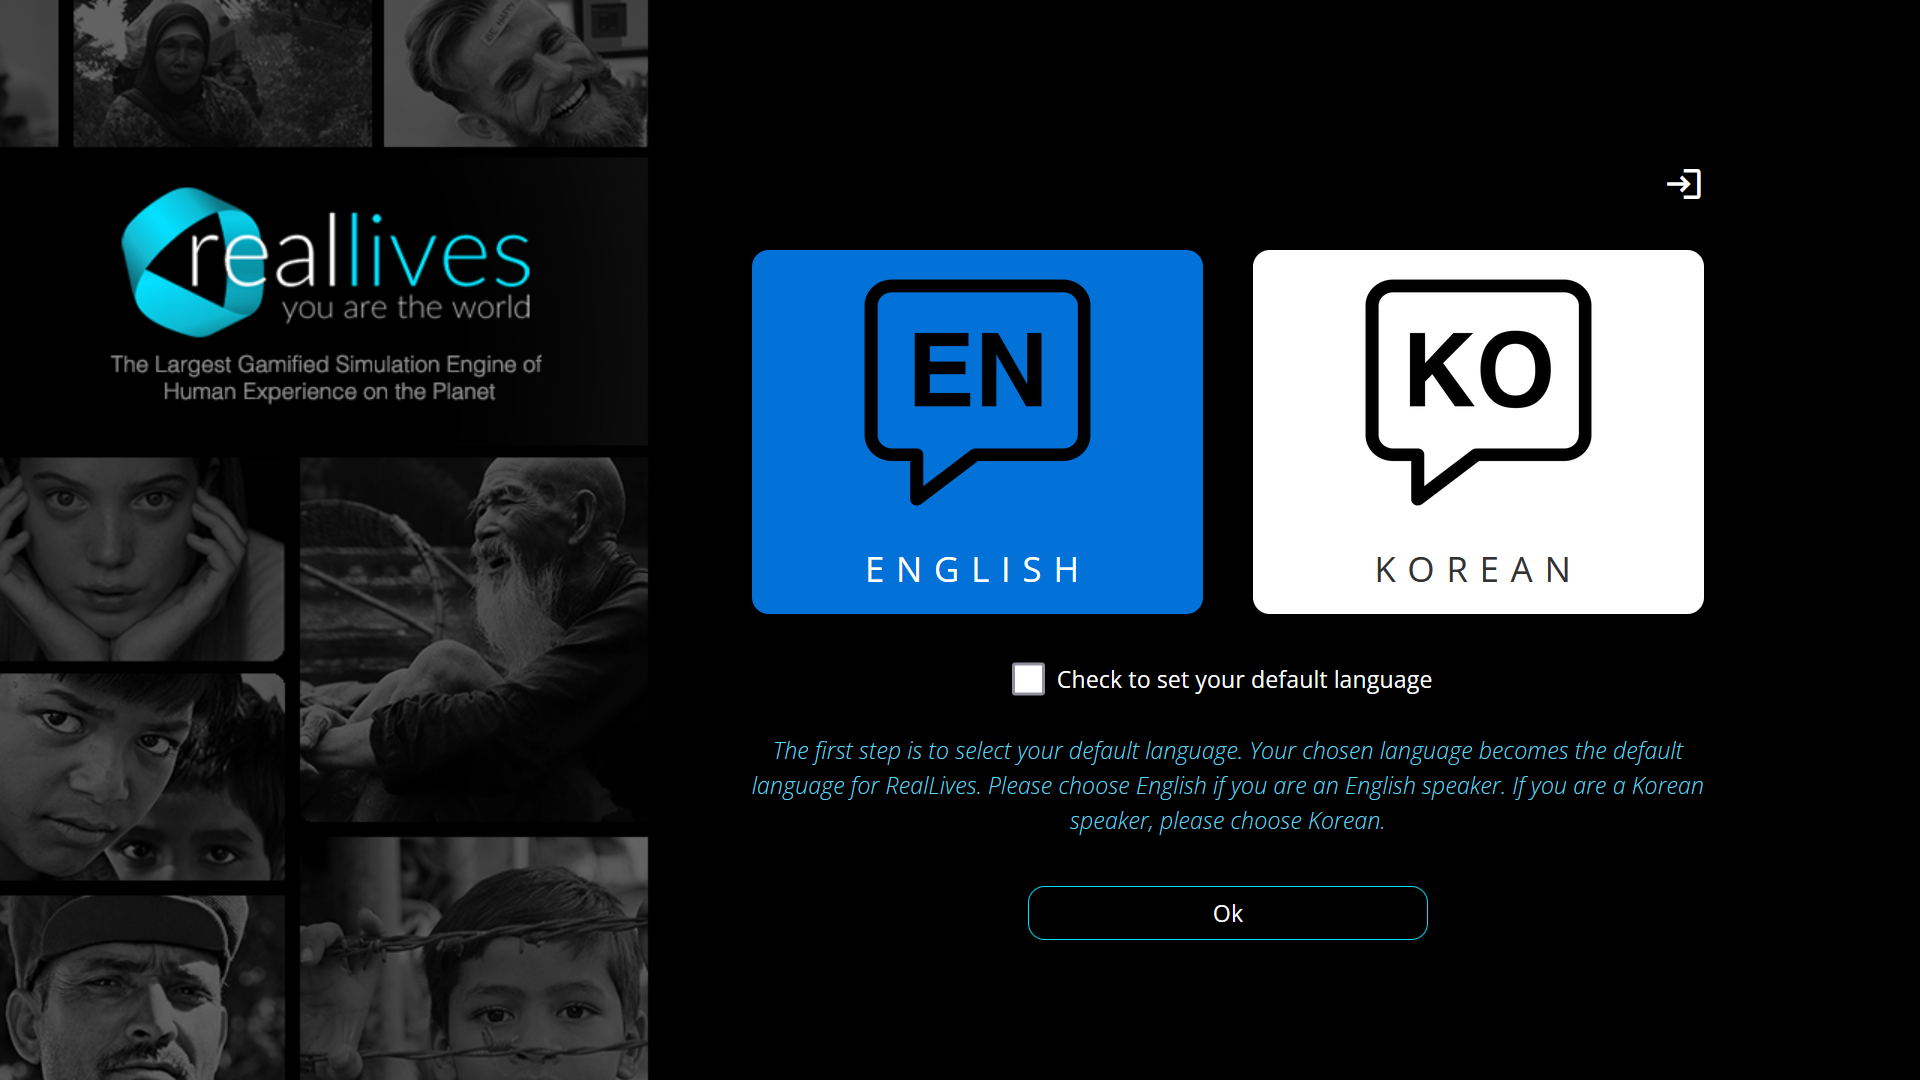 BE HAPPY
reallives
you are the world
The Largest Gamified Simulation Engine of
Human Experience on the Planet
EN
ENGLISH
KO
KOREAN
Check to set your default language
The first step is to select your default language. Your chosen language becomes the default
language for RealLives. Please choose English if you are an English speaker. If you are a Korean
speaker, please choose Korean.
Ok